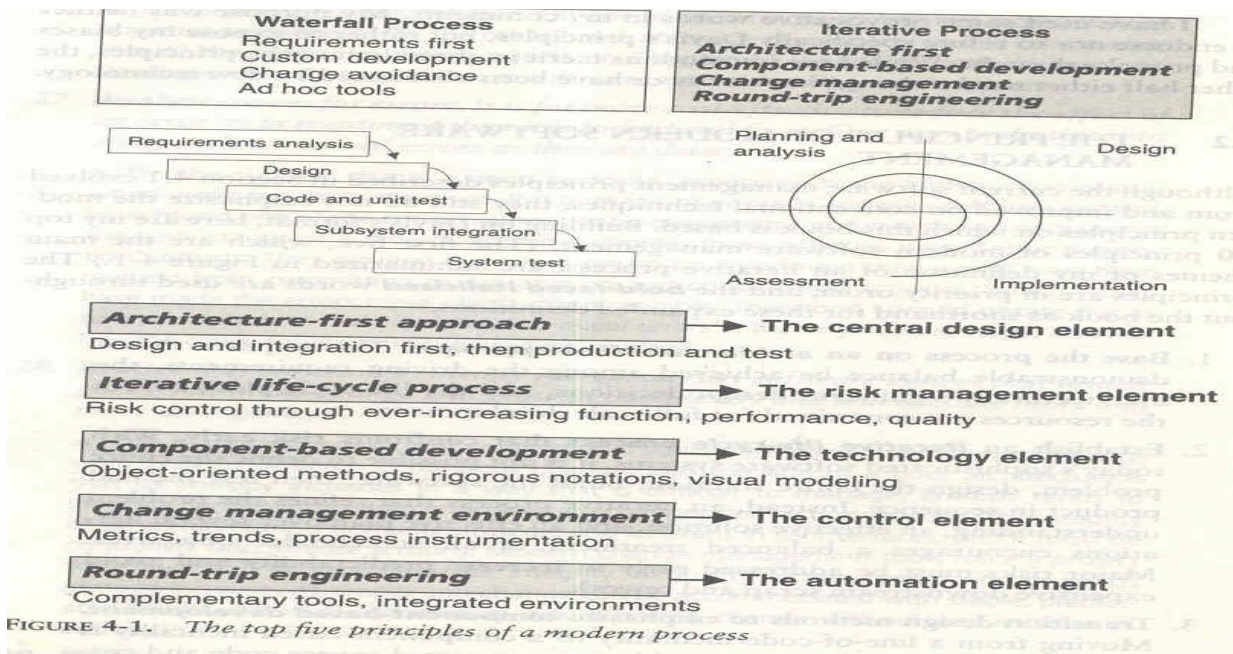 Waterfall Process
Requirements first
Custom development
Change avoidance
Ad hoc tools
Iterative Process
Architecture first
Component-based development
Change management
Round-trip engineering
Requirements analysis
Design
Code and unit test
Subsystem integration
System test
Planning and
analysis
Design
Assessment
Implementation
Architecture-first approach
The central design element
Design and integration first, then production and test
Iterative life-cycle process
The risk management element
Risk control through ever-increasing function, performance, quality
Component-based development
The technology element
Object-oriented methods, rigorous notations, visual modeling
Change management environment
The control element
Metrics, trends, process instrumentation
Round-trip engineering
The automation element
Complementary tools, integrated environments
FIGURE 4-1. The top five principles of a modern process